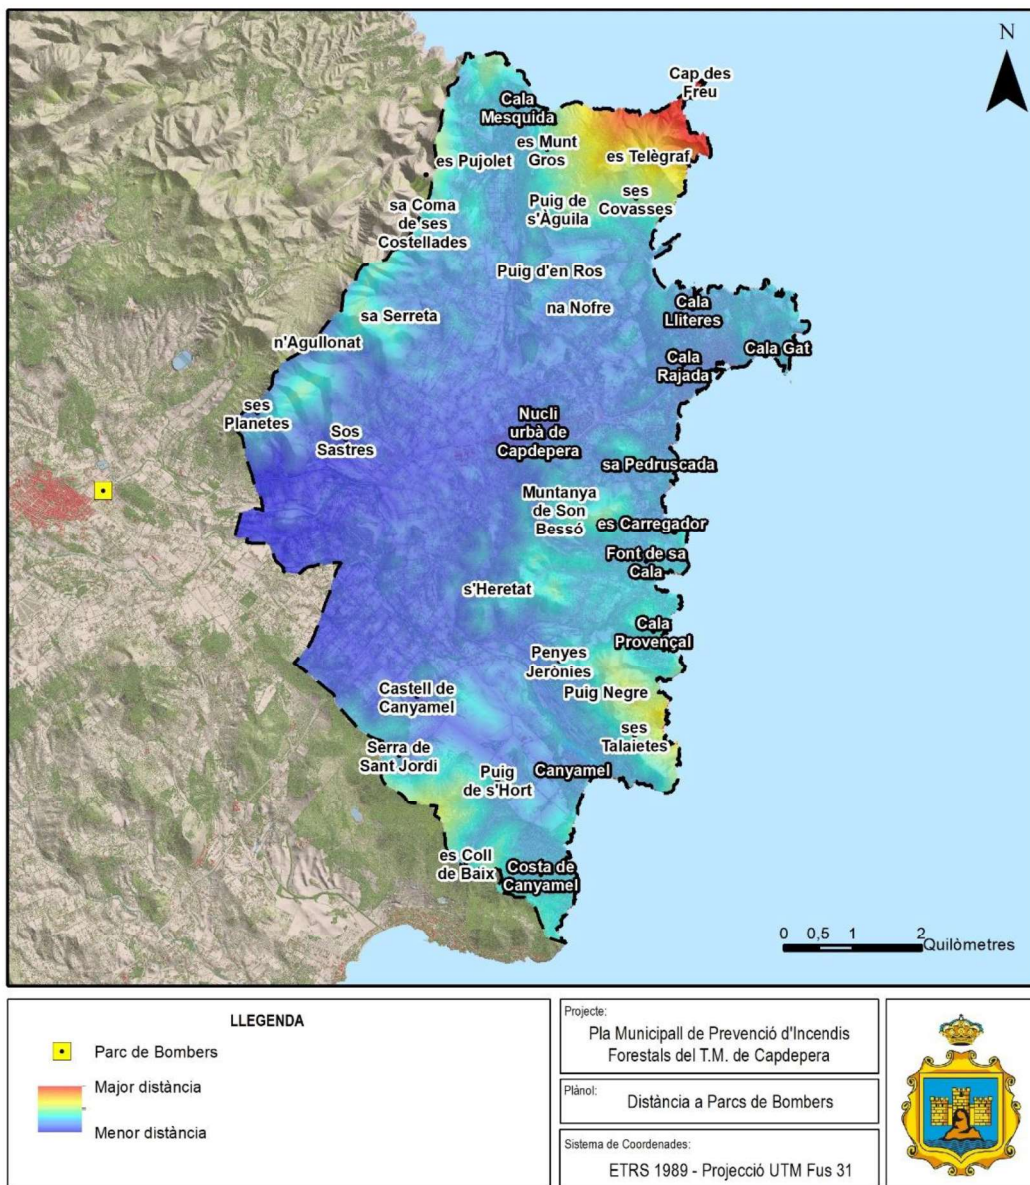 N
Cap des
Freu
Cala
Mesquida
es Munt
Gros
es Pujolet
es Telègraf
sa Coma
de ses
Costellades
Puig de
s'Àguila
ses
Covasses
Puig d'en Ros
na Nofre
Cala
Lliteres
sa Serreta
n'Agullonat
Cala Gat
Cala
Rajada
ses
Planetes
Sos
Sastres
Nucli
urbà de
Capdepera
sa Pedruscada
Muntanya
de Son
Bessó
es Carregador
Font de sa
Cala
s'Heretat
Cala
Provençal
Penyes
Jerònies
Castell de
Canyamel
Puig Negre
ses
Talaietes
Serra de
Sant Jordi
Puig
de s'Hort
Canyamel
es Coll
de Baix
Costa de
Canyamel
0 0,5 1 2
Quilòmetres
LLEGENDA
Parc de Bombers
Major distància
Menor distància
Projecte:
Pla Municipall de Prevenció d'Incendis
Forestals del T.M. de Capdepera
Plànol:
Distància a Parcs de Bombers
Sistema de Coordenades:
ETRS 1989 - Projecció UTM Fus 31